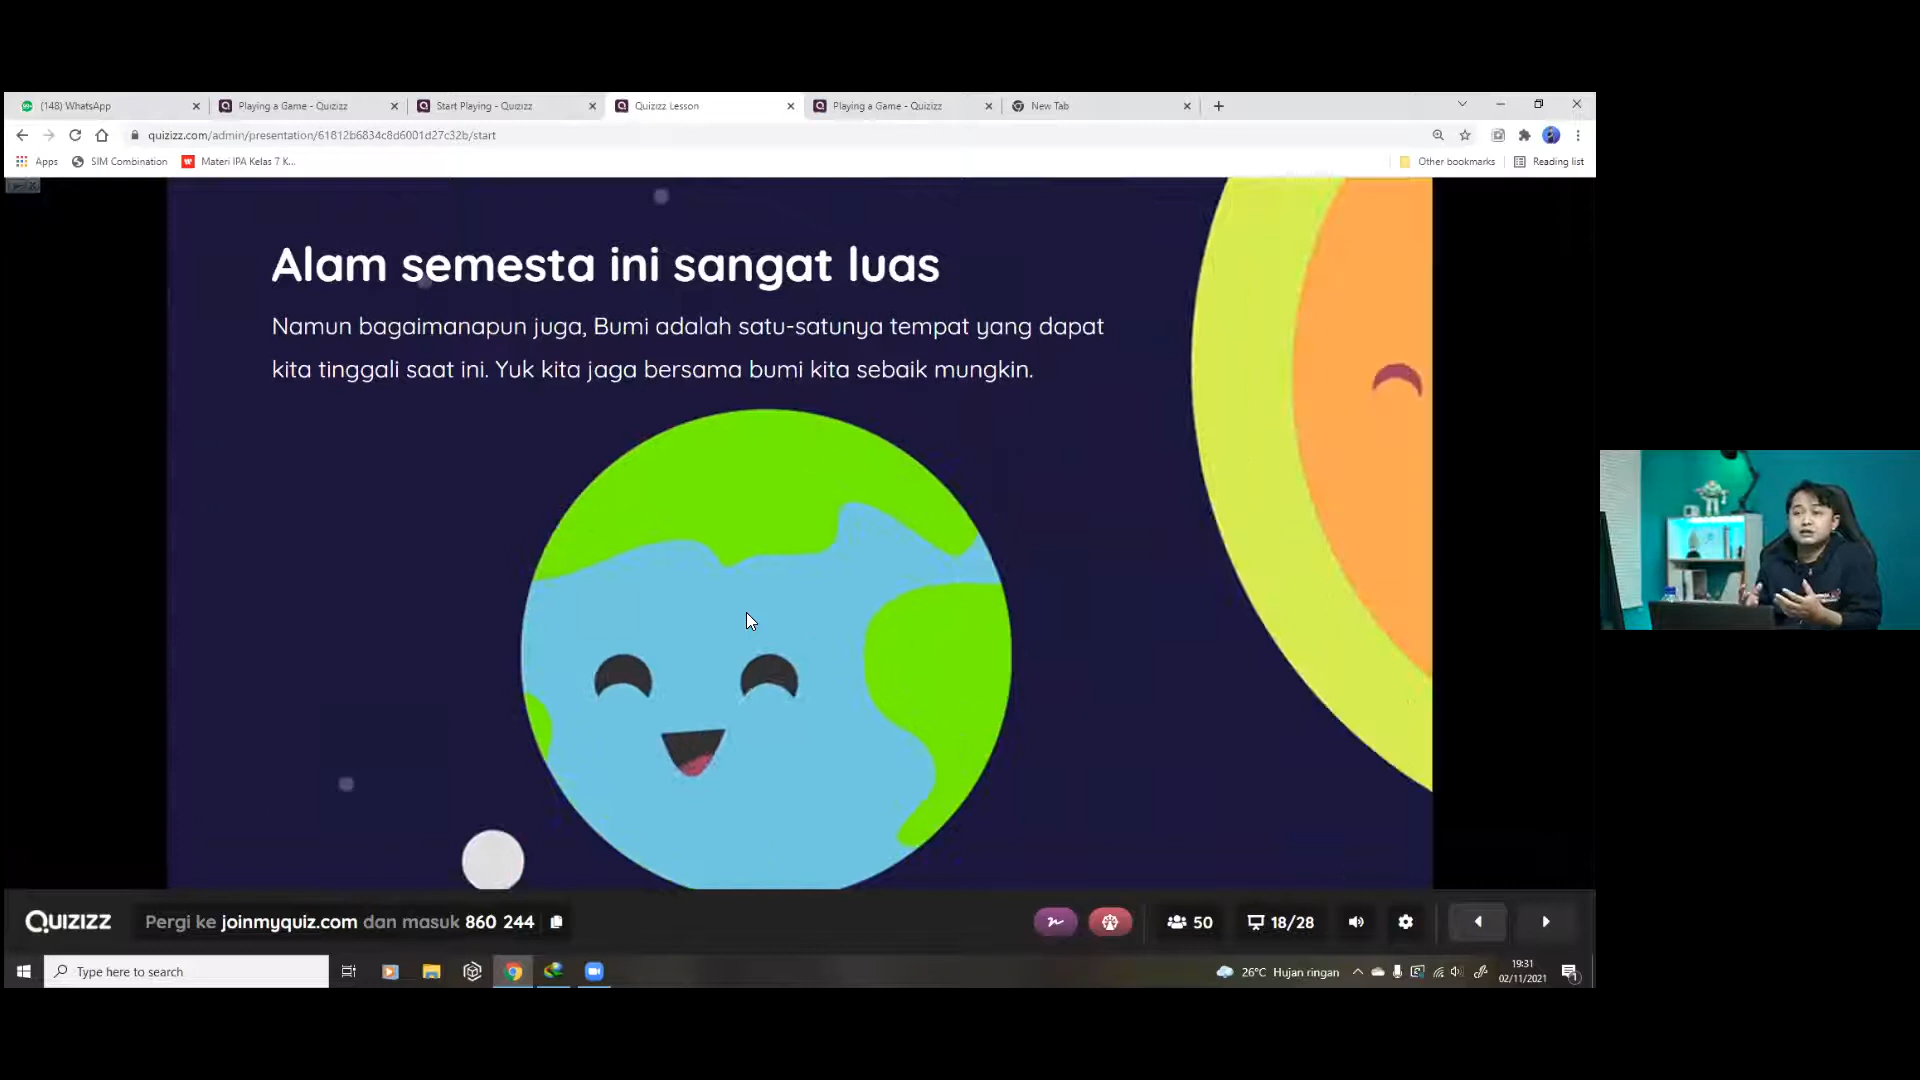 (148) WhatsApp
Playing a Game - Quizizz
Start Playing - Quizizz
Quizizz Lesson
Playing a Game - Quizizz
New Tab
quizizz.com/admin/presentation/61812b6834c8d6001d27c32b/start
Apps
SIM Combination
Materi IPA Kelas 7 K...
Other bookmarks
Reading list
Alam semesta ini sangat luas
Namun bagaimanapun juga, Bumi adalah satu-satunya tempat yang dapat
kita tinggali saat ini. Yuk kita jaga bersama bumi kita sebaik mungkin.
QUIZIZZ
Pergi ke joinmyquiz.com dan masuk 860 244
50
18/28
Type here to search
26°C Hujan ringan
19:31
02/11/2021
1